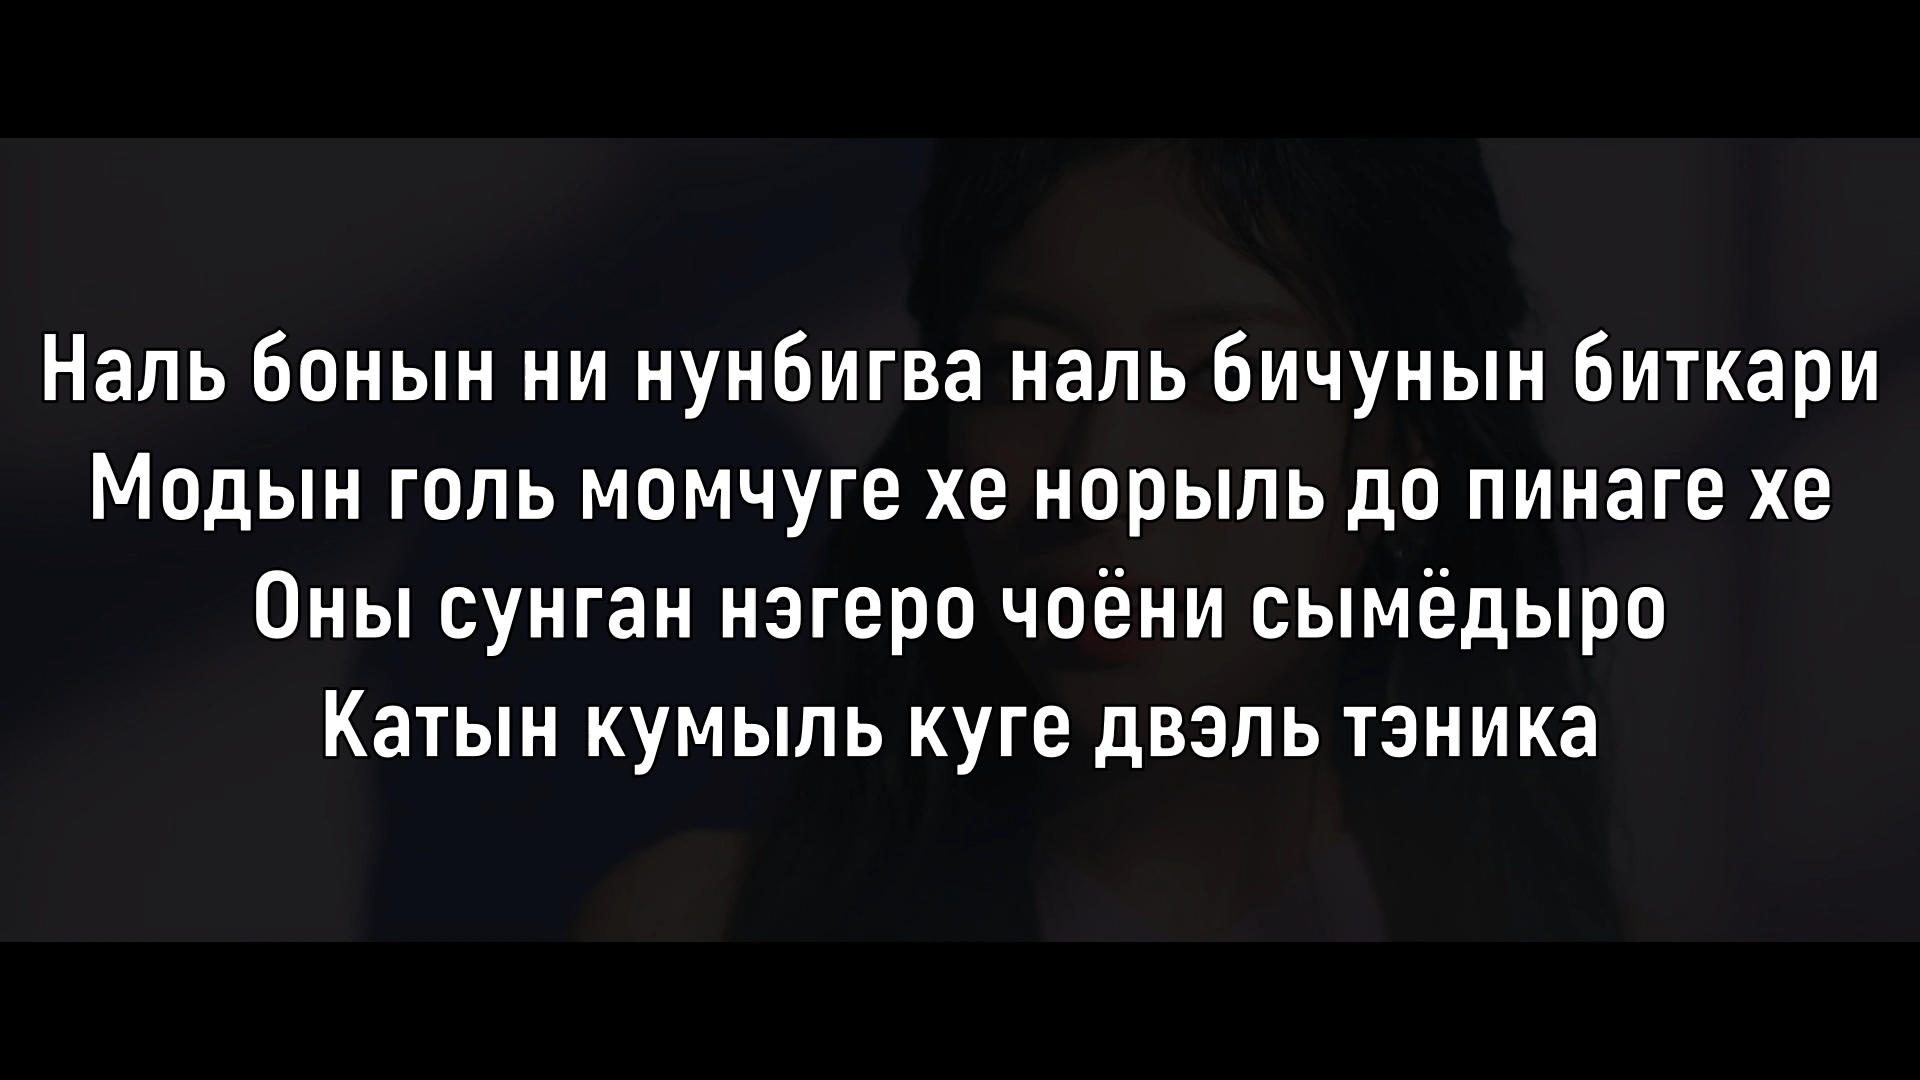 Наль бонын ни нунбигва наль бичунын биткари
Модын голь момчуге хе норыль до пинаге хе
Оны сунган нэгеро чоёни сымёдыро
Катын кумыль куге двэль тэника